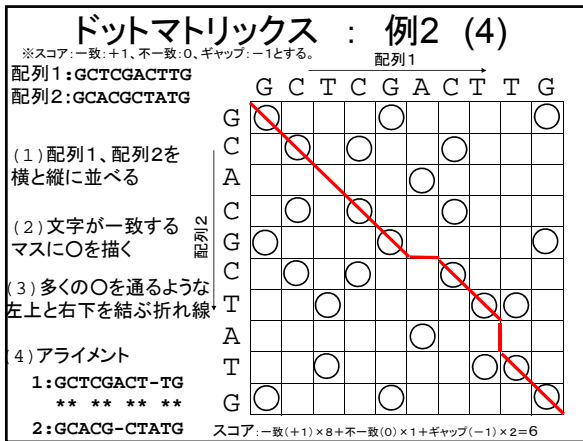 ドットマトリックス : 例2 (4)
※スコア:一致:+1、不一致:0、ギャップ:-1とする。
配列1
配列1:GCTCGACTTG
配列2:GCACGCTATG
G C T C G A C T T G
G
C
A
C
G
C
T
A
T
G
配列2
(1)配列1、配列2を
横と縦に並べる
(2)文字が一致する
マスに○を描く
(3)多くの○を通るような
左上と右下を結ぶ折れ線
(4)アライメント
1:GCTCGACT-TG
** ** ** **
2:GCACG-CTATG
スコア:一致(+1)×8+不一致(0)×1+ギャップ(-1)×2=6